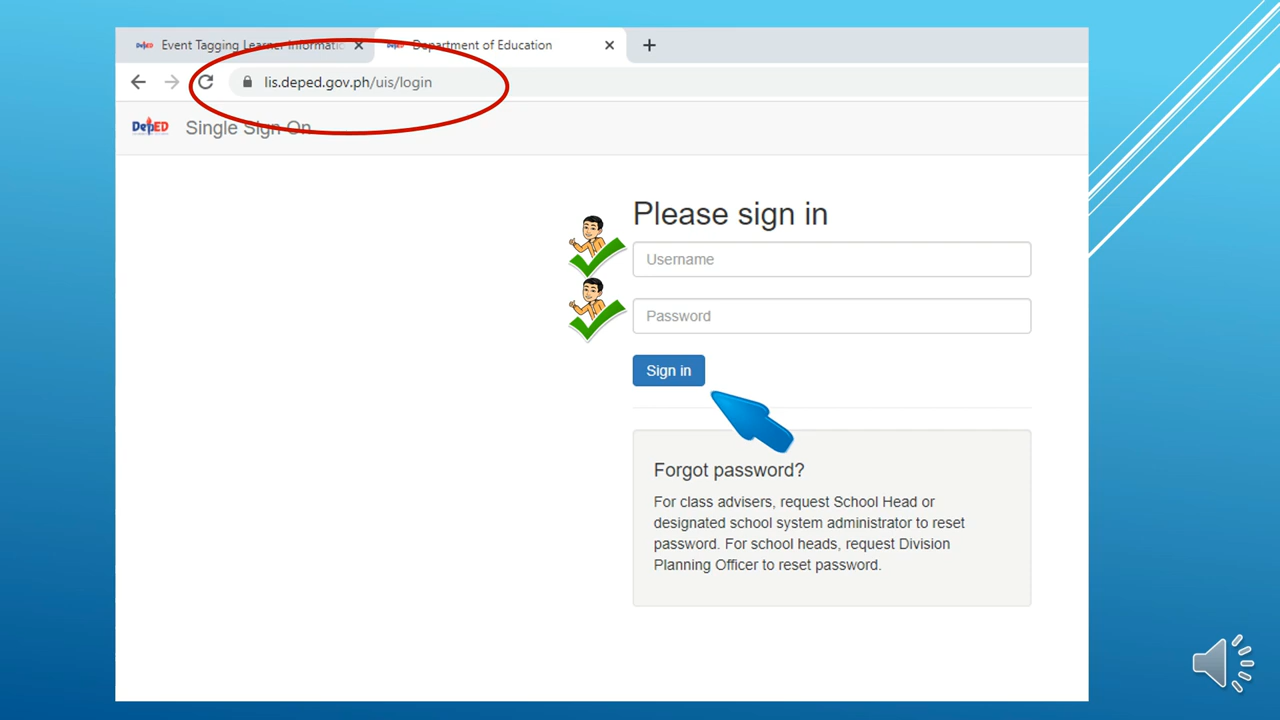 Event Tagging Learner Informatio
Department of Education
lis.deped.gov.ph/uis/login
DepED
Single Sign On
Please sign in
Username
Password
Sign in
Forgot password?
For class advisers, request School Head or
designated school system administrator to reset
password. For school heads, request Division
Planning Officer to reset password.